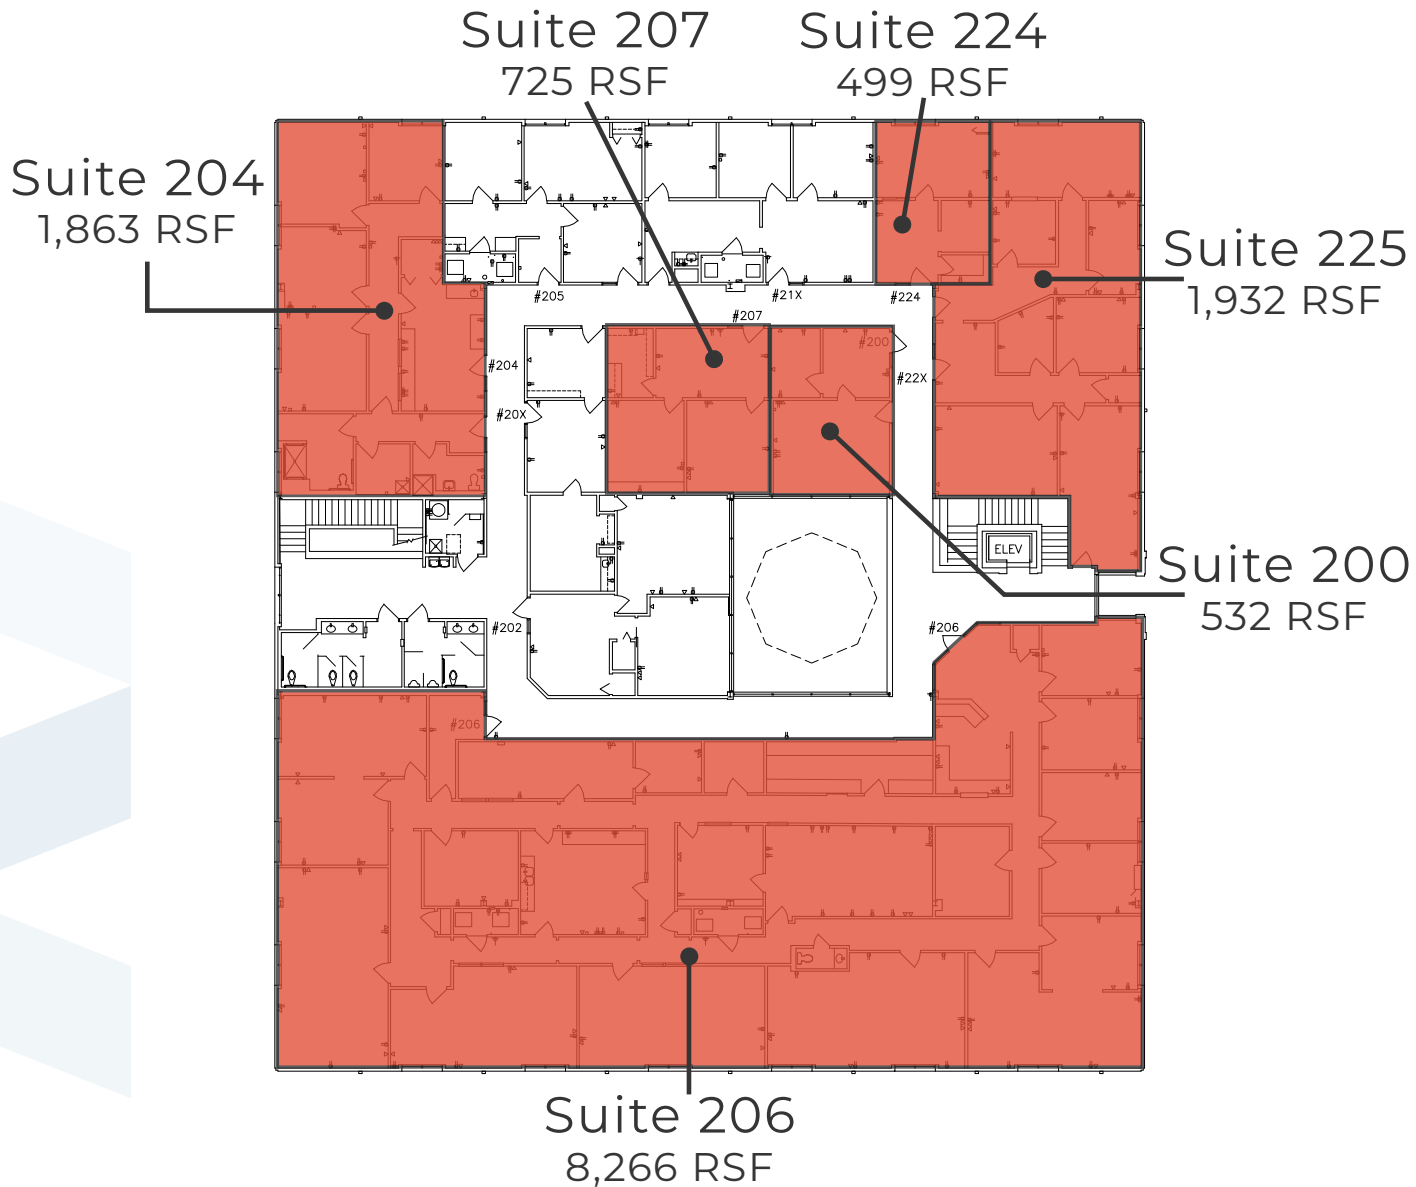 Suite 207
725 RSF
Suite 224
499 RSF
Suite 204
1,863 RSF
Suite 225
1,932 RSF
#205
#21X
#224
#207
#200
#204
#22X
#20X
ELEV
Suite 200
532 RSF
#202
#206
#206
Suite 206
8,266 RSF